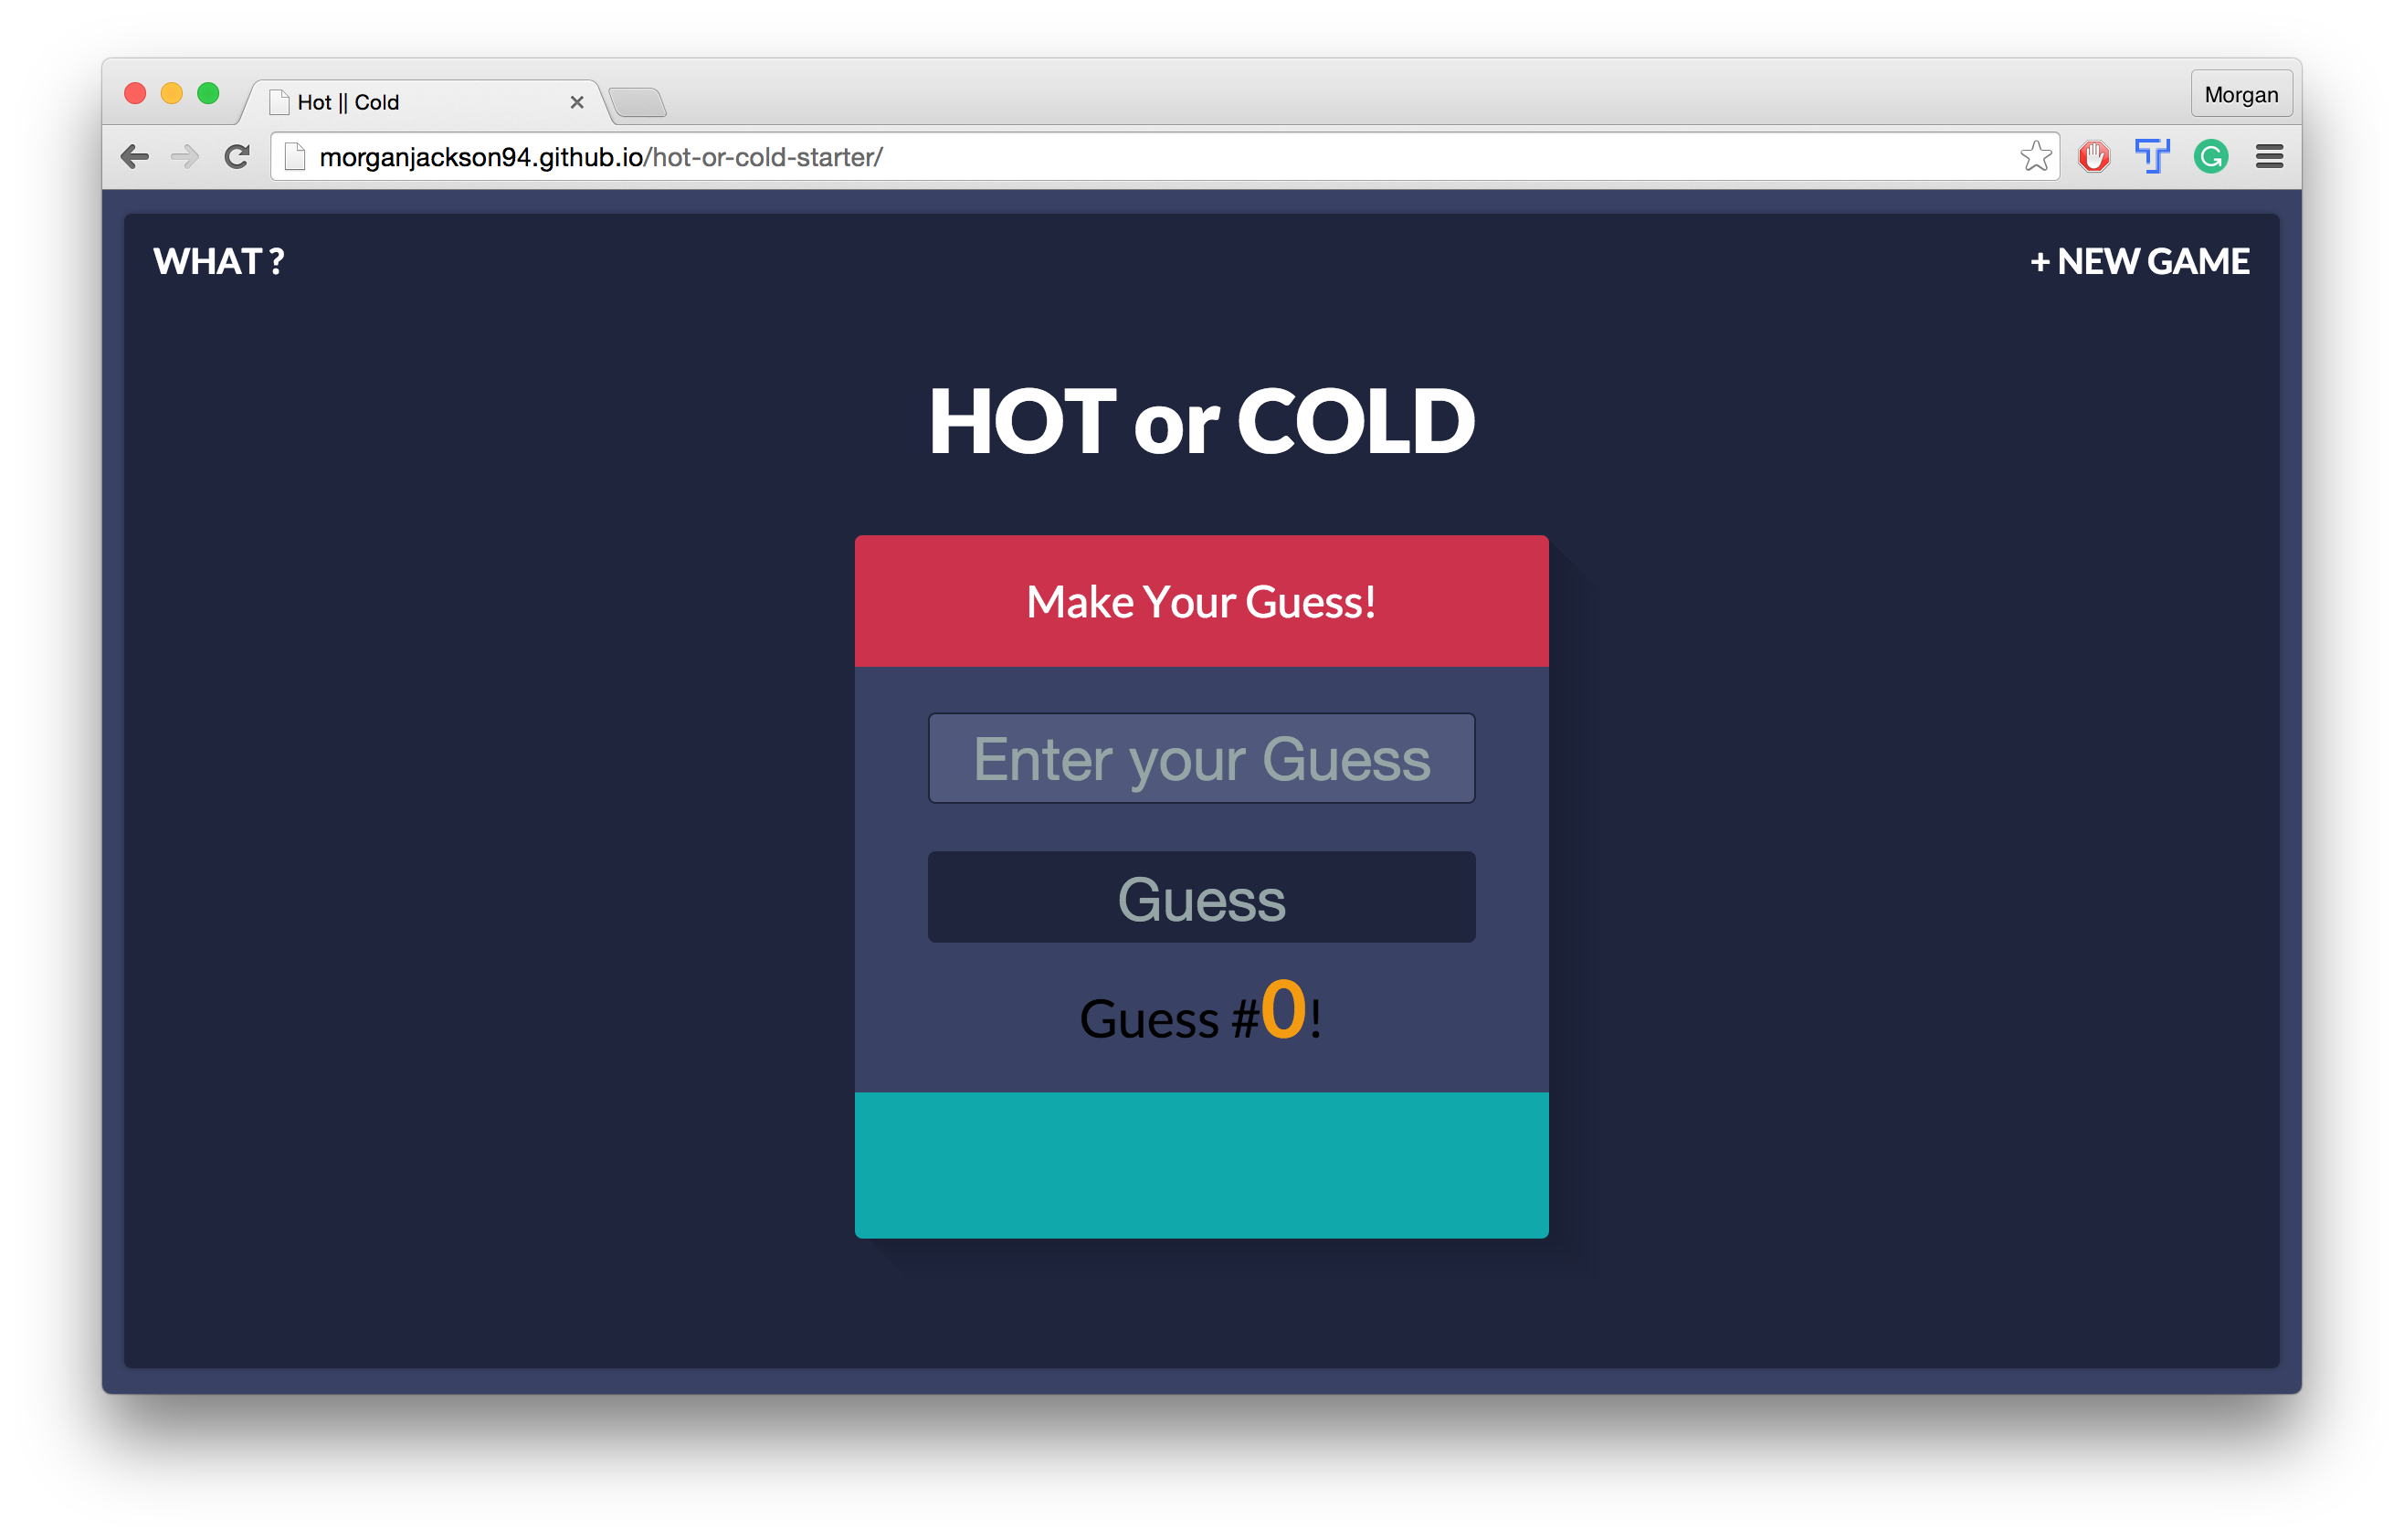 Hot || Cold
Morgan
morganjackson94.github.io/hot-or-cold-starter/
WHAT ?
+ NEW GAME
HOT or COLD
Make Your Guess!
Enter your Guess
Guess
Guess #0!